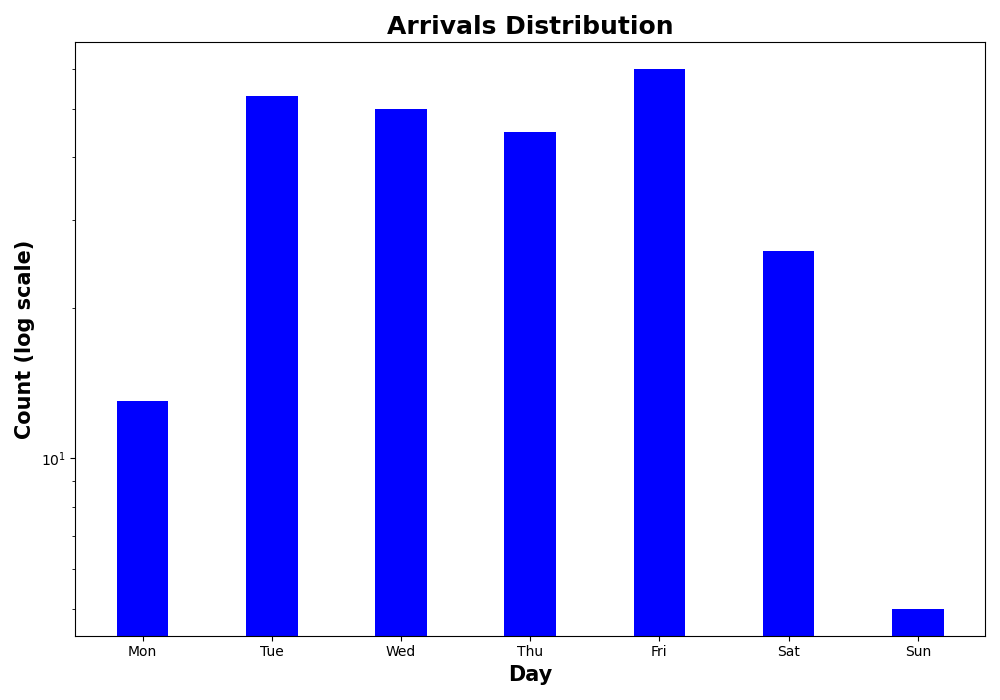 Arrivals Distribution
Count (log scale)
10¹
Mon Tue Wed Thu Fri Sat Sun
Day